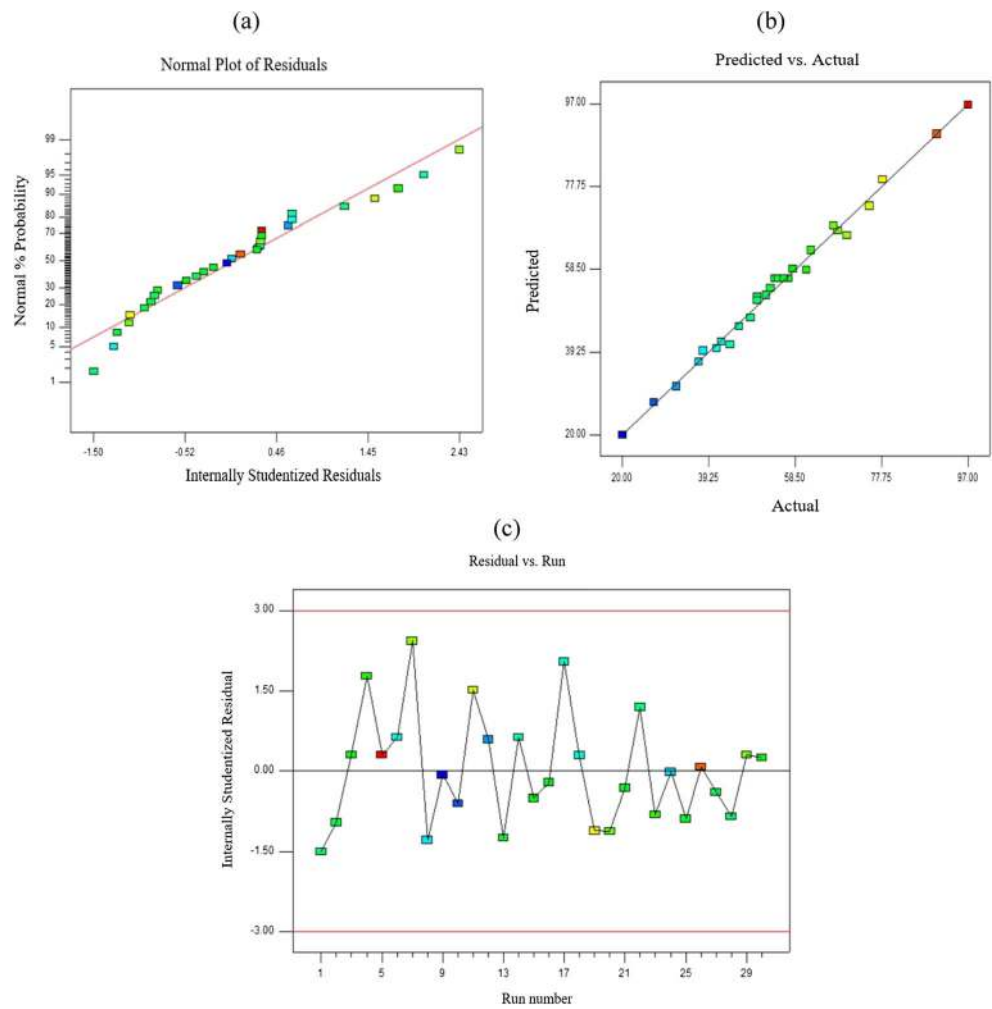 (a)
Normal Plot of Residuals
Normal % Probability
99
95
90
80
70
50
30
20
10
5
1
-1.50 -0.52 0.46 1.45 2.43
Internally Studentized Residuals
(b)
Predicted vs. Actual
Predicted
97.00
77.75
58.50
39.25
20.00
20.00 39.25 58.50 77.75 97.00
Actual
(c)
Residual vs. Run
Internally Studentized Residual
3.00
1.50
0.00
-1.50
-3.00
1 5 9 13 17 21 25 29
Run number